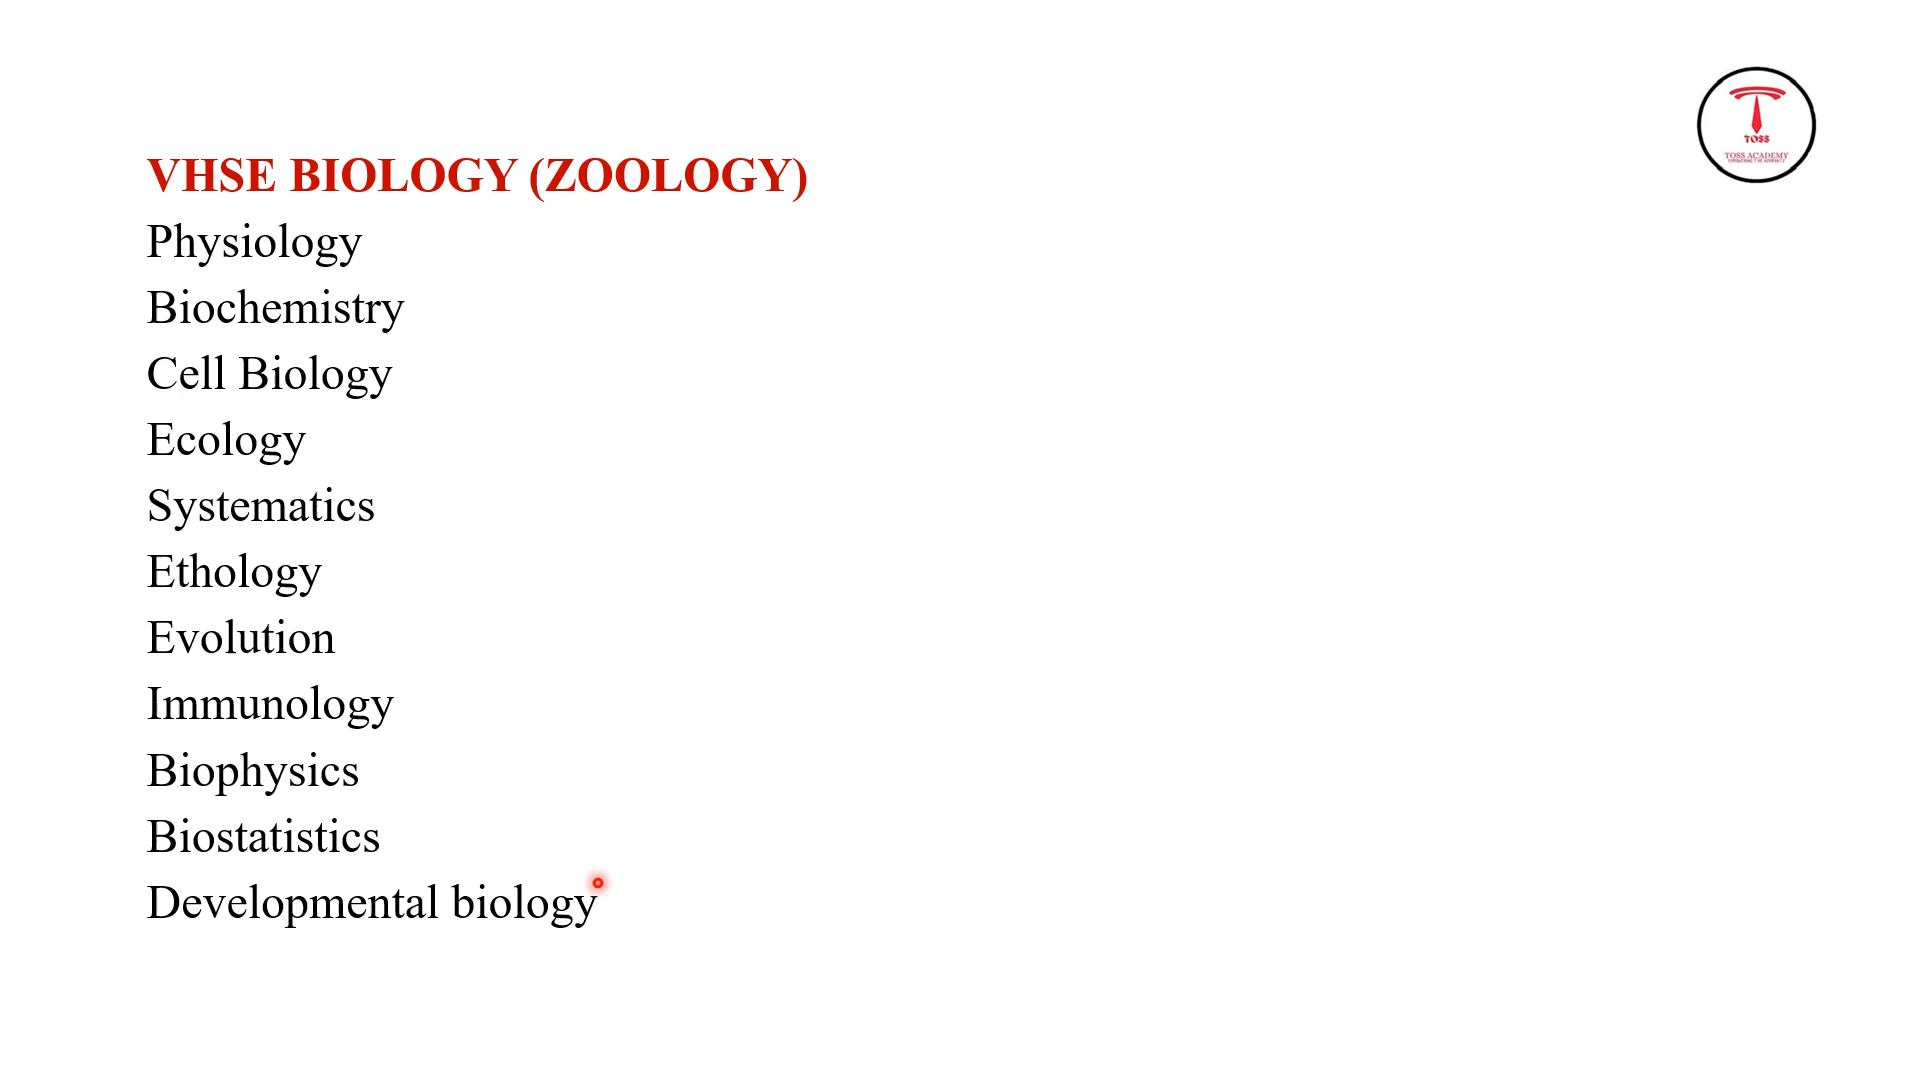 VHSE BIOLOGY (ZOOLOGY)
Physiology
Biochemistry
Cell Biology
Ecology
Systematics
Ethology
Evolution
Immunology
Biophysics
Biostatistics
Developmental biology
TOSS
TOSS ACADEMY